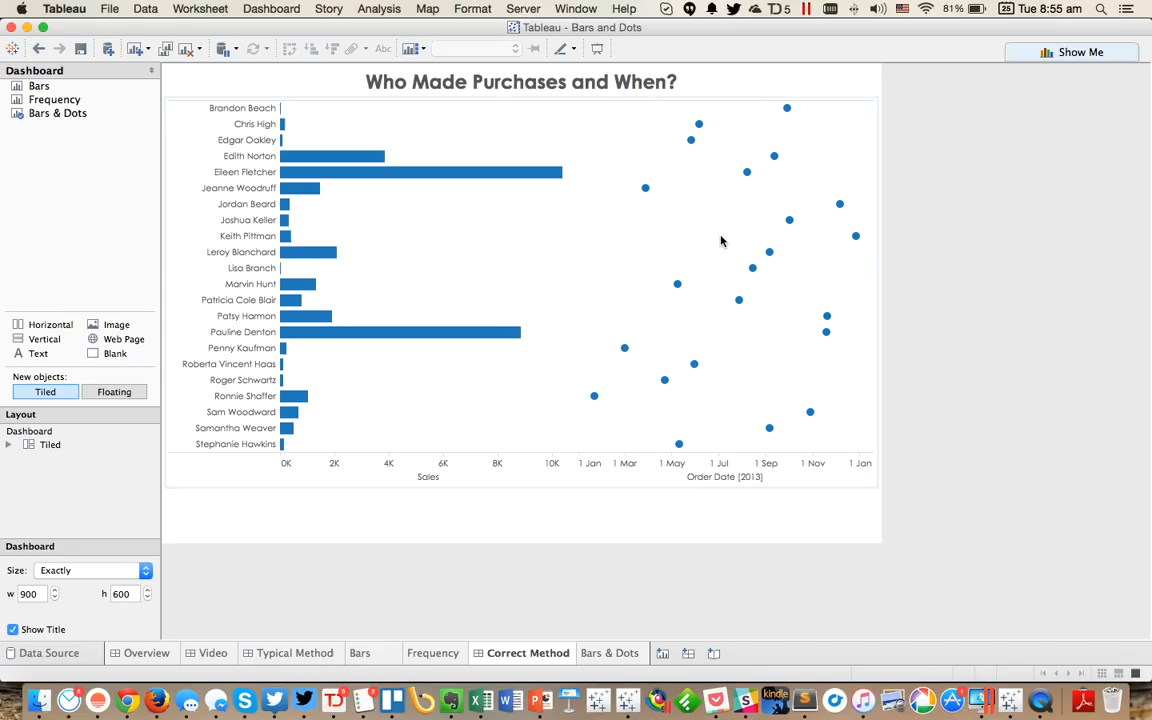 Tableau File Data Worksheet Dashboard Story Analysis Map Format Server Window Help 5 81% 25 Tue 8:55 am
Tableau - Bars and Dots
Abc Show Me
Dashboard
Bars
Frequency
Bars & Dots
Horizontal Image
Vertical Web Page
A Text Blank
New objects:
Tiled Floating
Layout
Dashboard
Tiled
Dashboard
Size: Exactly
w 900 h 600
Show Title
Who Made Purchases and When?
Brandon Beach
Chris High
Edgar Oakley
Edith Norton
Eileen Fletcher
Jeanne Woodruff
Jordan Beard
Joshua Keller
Keith Pittman
Leroy Blanchard
Lisa Branch
Marvin Hunt
Patricia Cole Blair
Patsy Harmon
Pauline Denton
Penny Kaufman
Roberta Vincent Haas
Roger Schwartz
Ronnie Shaffer
Sam Woodward
Samantha Weaver
Stephanie Hawkins
0K 2K 4K 6K 8K 10K 1 Jan 1 Mar 1 May 1 Jul 1 Sep 1 Nov 1 Jan
Sales Order Date [2013]
Data Source Overview Video Typical Method Bars Frequency Correct Method Bars & Dots
kindle